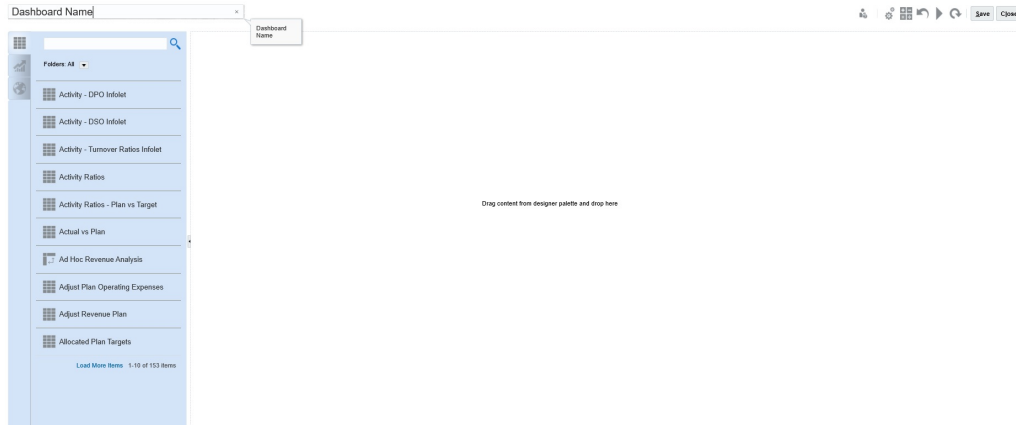 Dashboard Name
×
Save
Close
Dashboard
Name
Folders: All
Activity - DPO Infolet
Activity - DSO Infolet
Activity - Turnover Ratios Infolet
Activity Ratios
Activity Ratios - Plan vs Target
Actual vs Plan
Ad Hoc Revenue Analysis
Adjust Plan Operating Expenses
Adjust Revenue Plan
Allocated Plan Targets
Load More Items 1-10 of 153 items
Drag content from designer palette and drop here